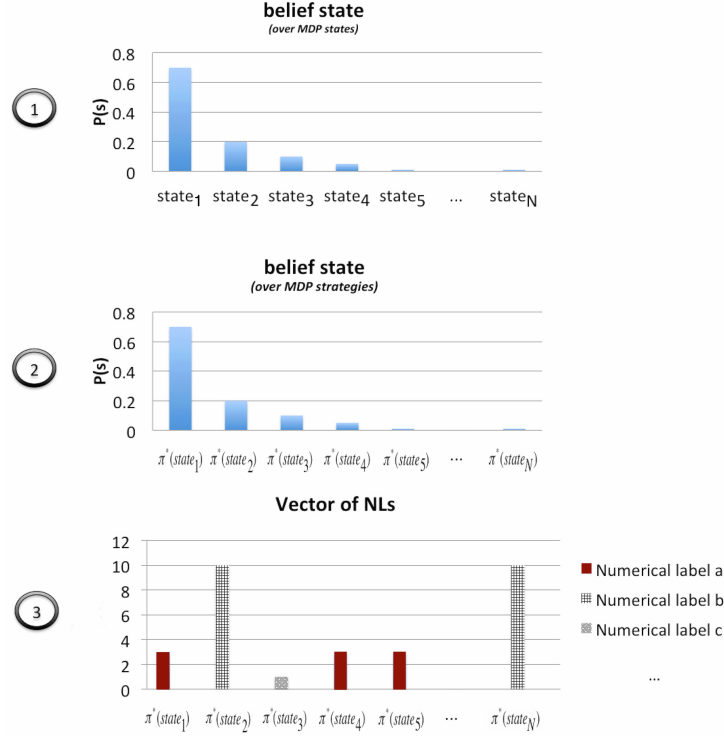 belief state
(over MDP states)
1
P(s)
0.8
0.6
0.4
0.2
0
state1 state2 state3 state4 state5 ... stateN
belief state
(over MDP strategies)
2
P(s)
0.8
0.6
0.4
0.2
0
π*(state1) π*(state2) π*(state3) π*(state4) π*(state5) ... π*(stateN)
Vector of NLs
3
12
10
8
6
4
2
0
π*(state1) π*(state2) π*(state3) π*(state4) π*(state5) ... π*(stateN)
Numerical label a
Numerical label b
Numerical label c
...